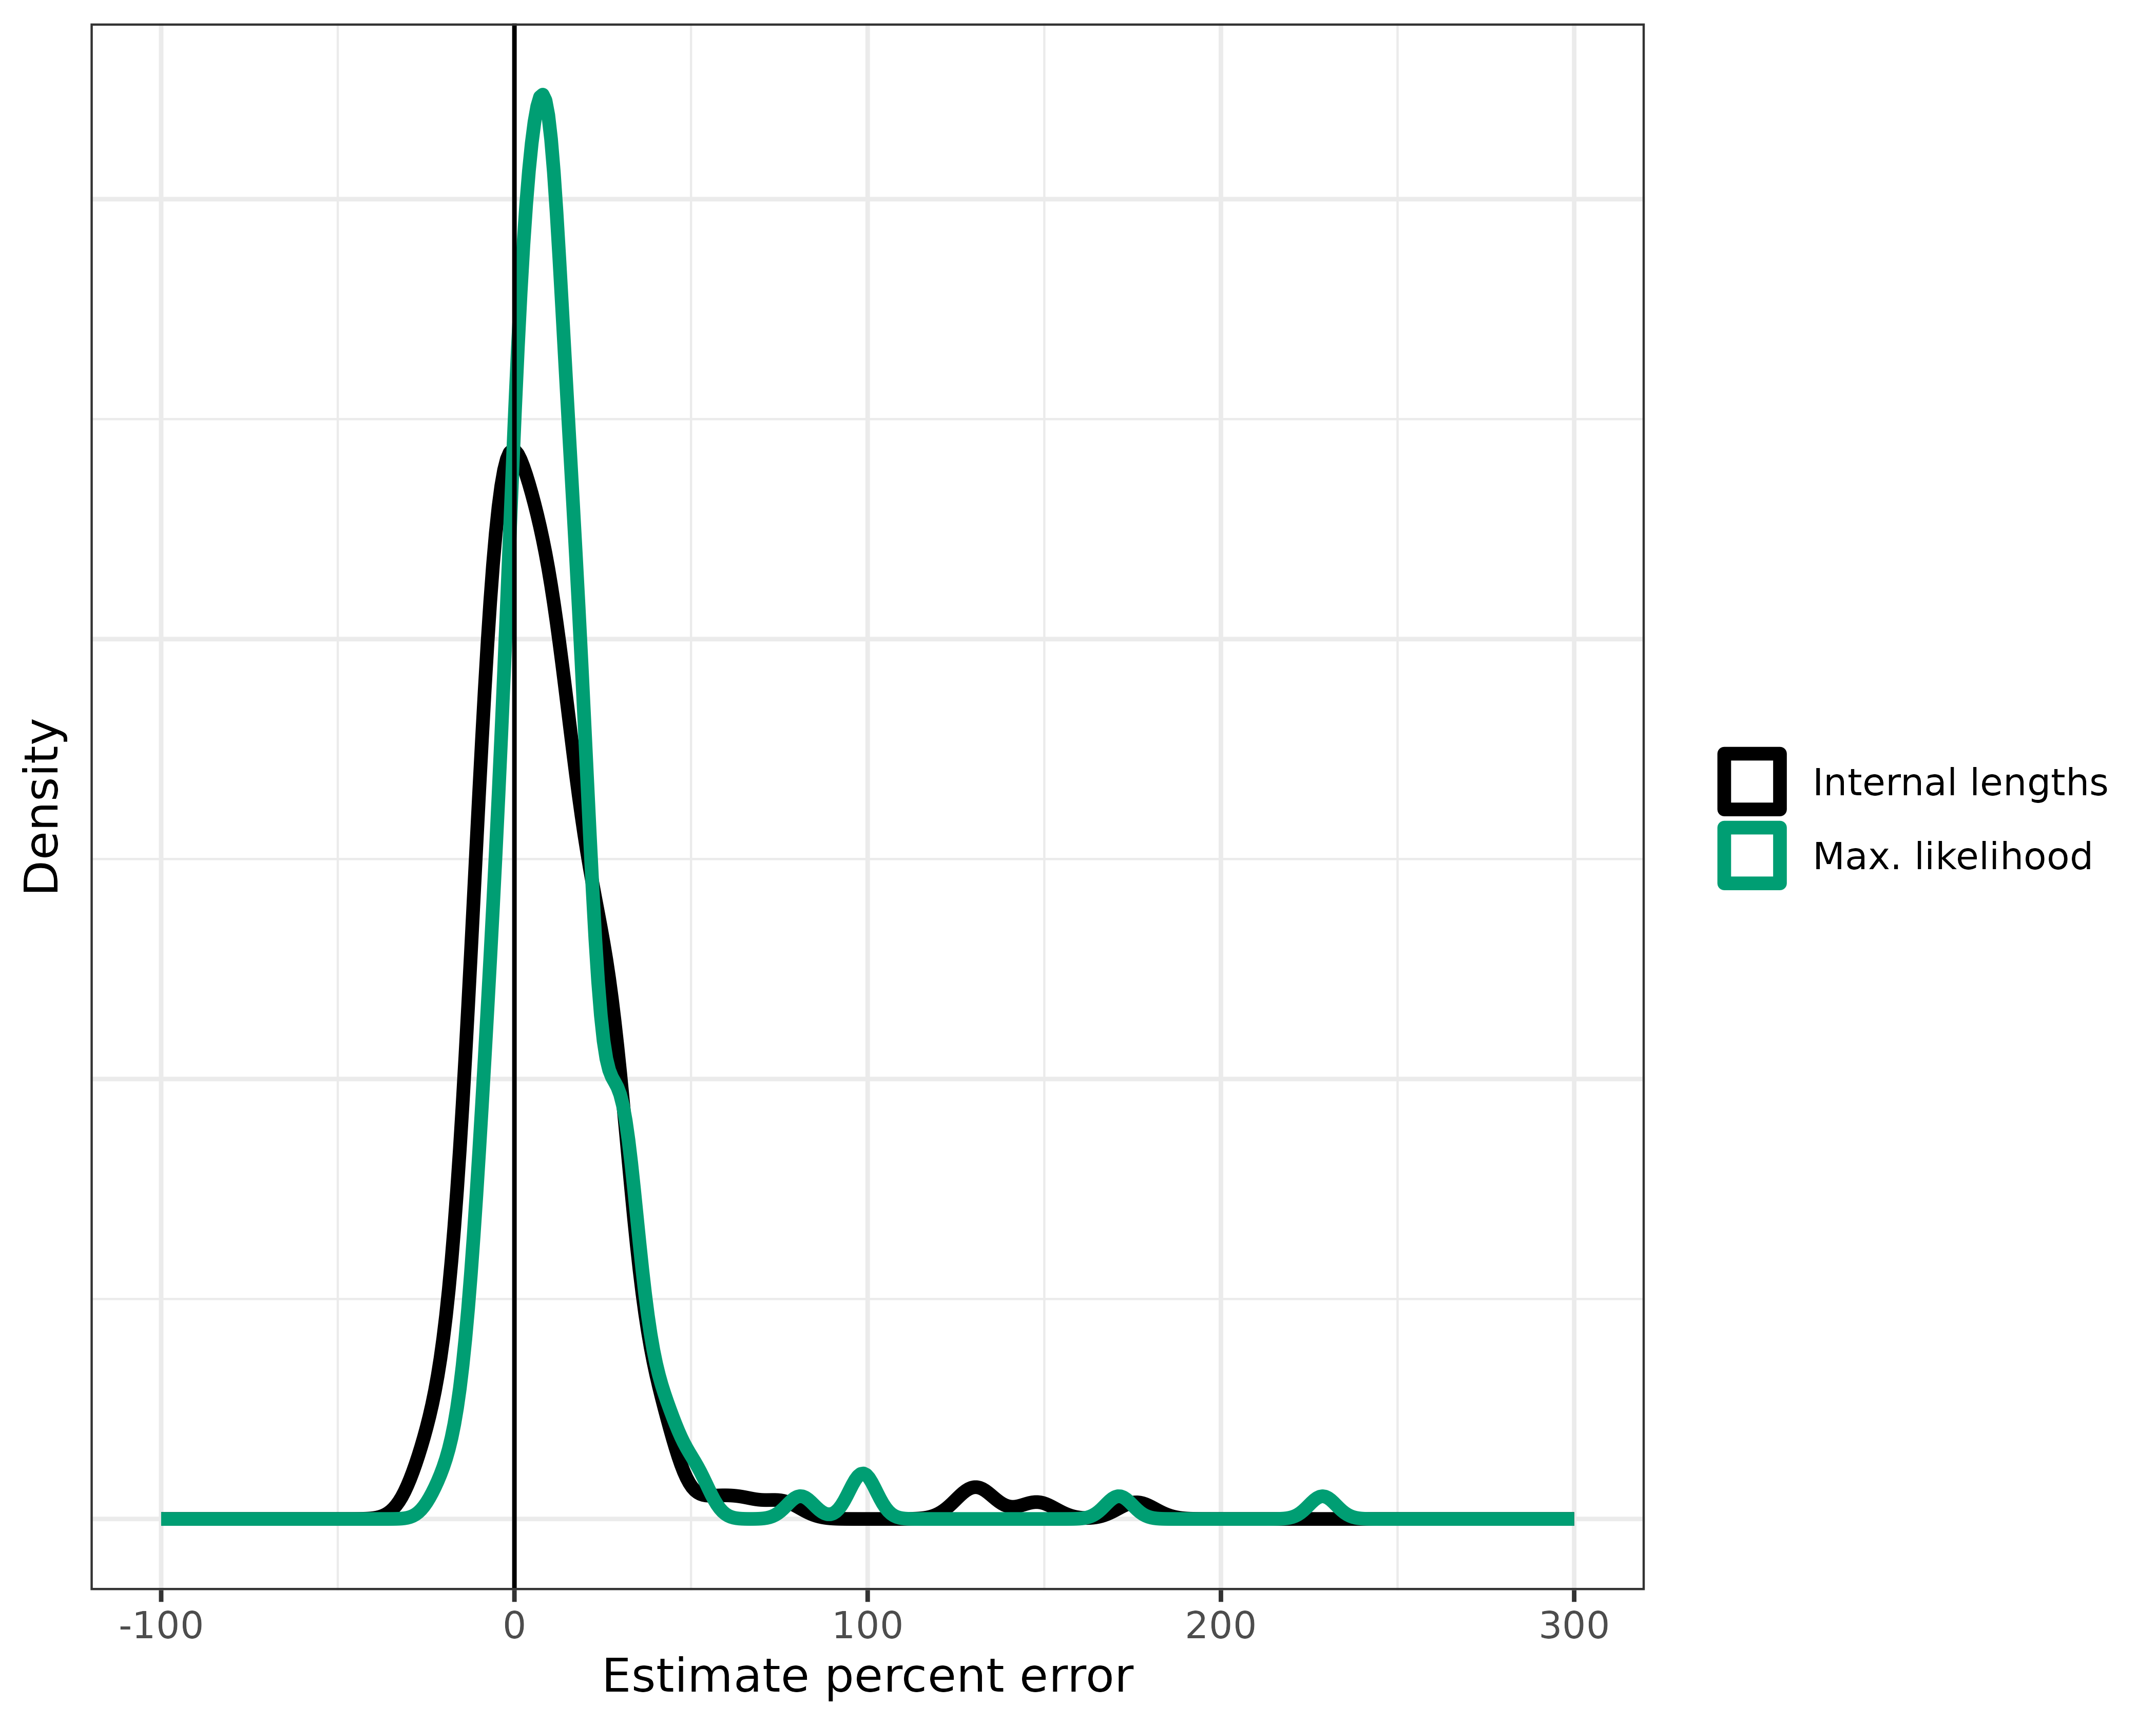 Density
-100 0 100 200 300
Estimate percent error
Internal lengths
Max. likelihood